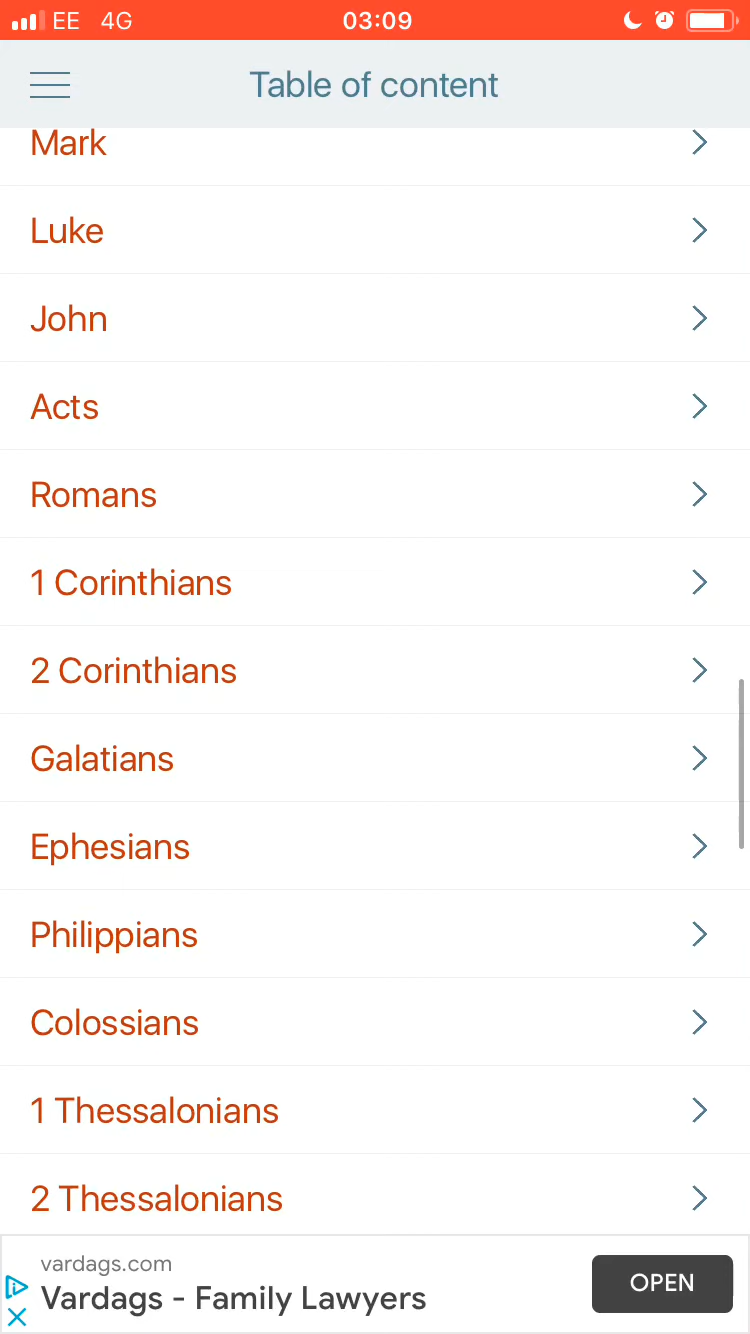 EE 4G 03:09
Table of content
Mark
Luke
John
Acts
Romans
1 Corinthians
2 Corinthians
Galatians
Ephesians
Philippians
Colossians
1 Thessalonians
2 Thessalonians
vardags.com
Vardags - Family Lawyers
OPEN